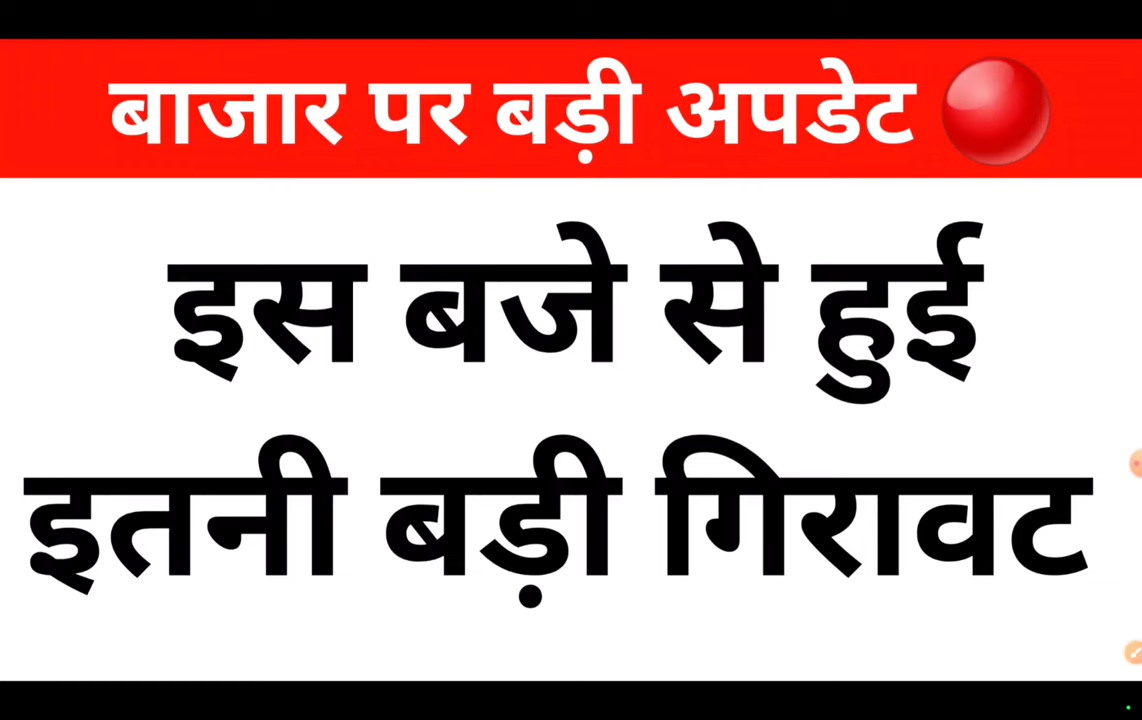 बाजार पर बड़ी अपडेट
इस बजे से हुई
इतनी बड़ी गिरावट